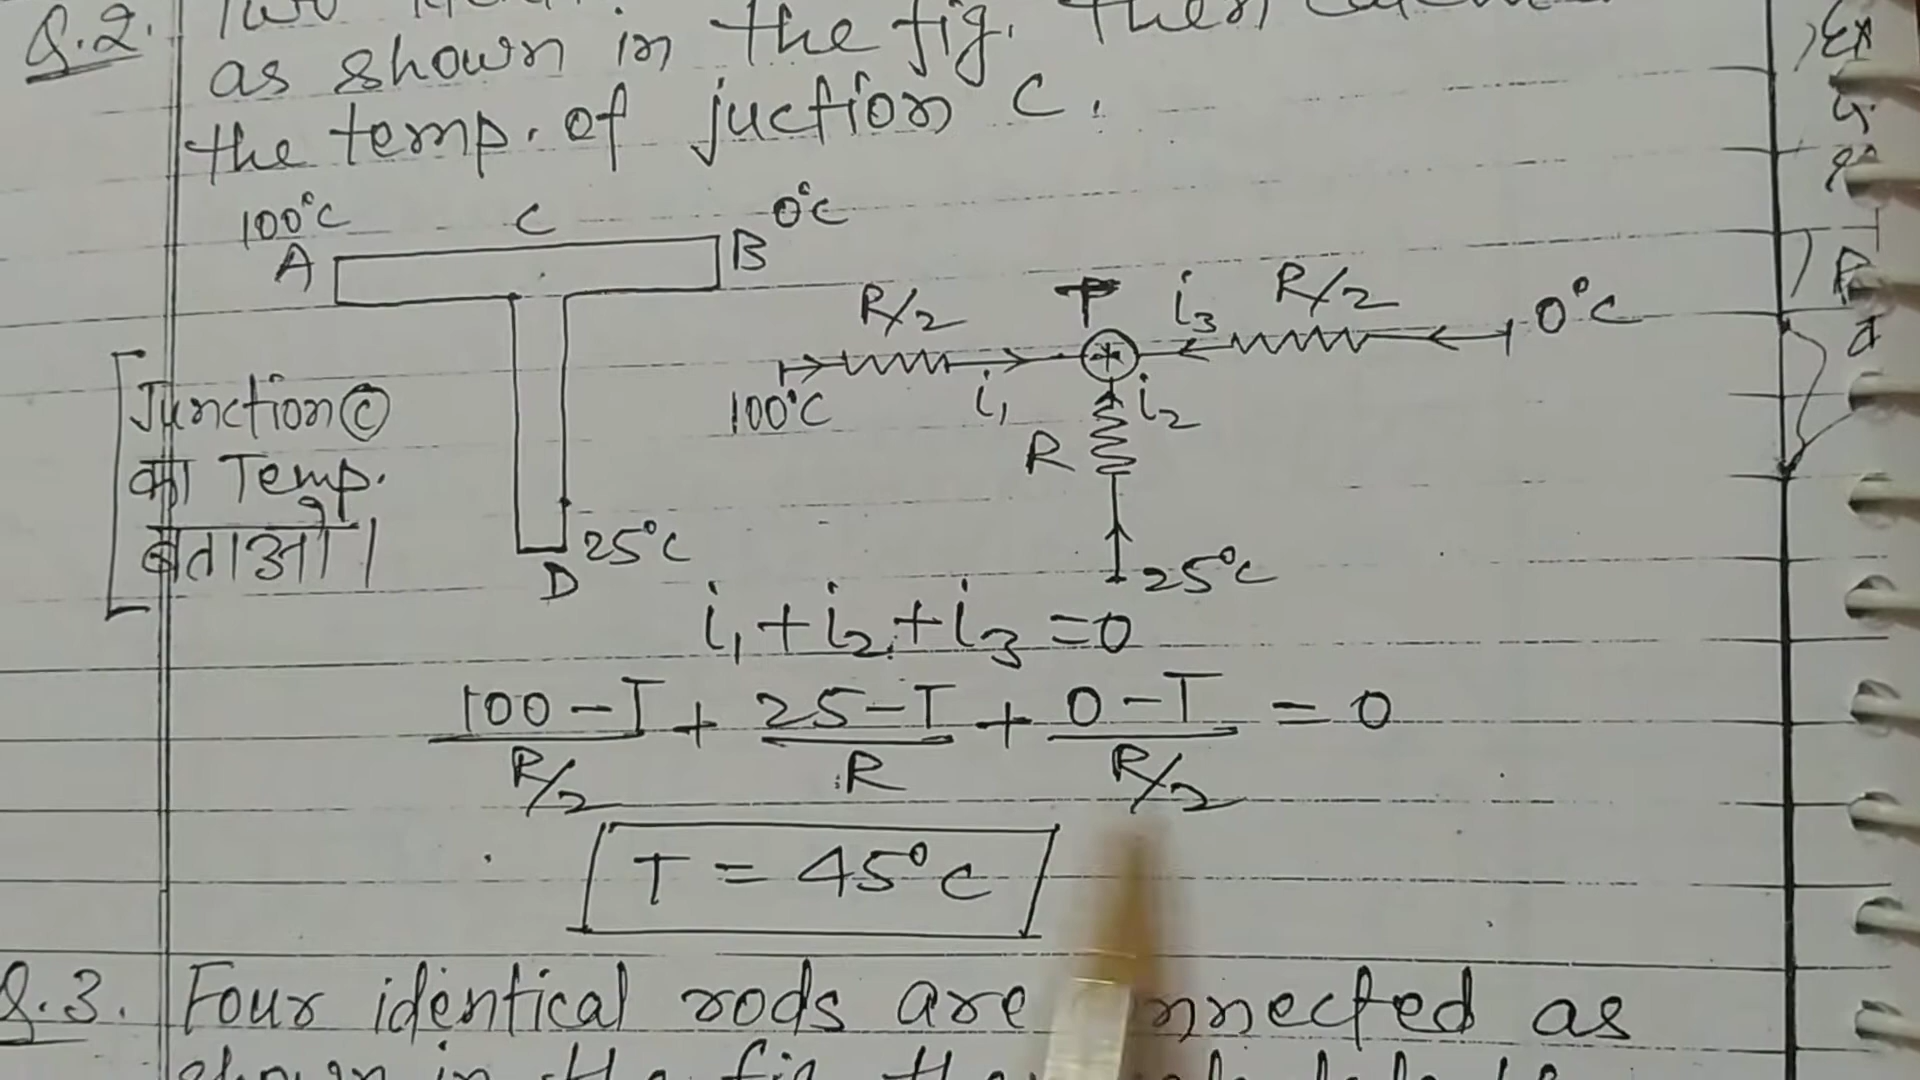 Q.2.
as shown in the fig. Then
the temp. of juction C.
100°C C 0°C
A B
R/2 T i3 R/2 0°C
100°C i1 i2
R
Junction ©
का Temp.
बताओ।
D 25°C
25°C
i1 + i2 + i3 = 0
100-T/R/2 + 25-T/R + 0-T/R/2 = 0
T = 45°C
Q.3. Four identical rods are as